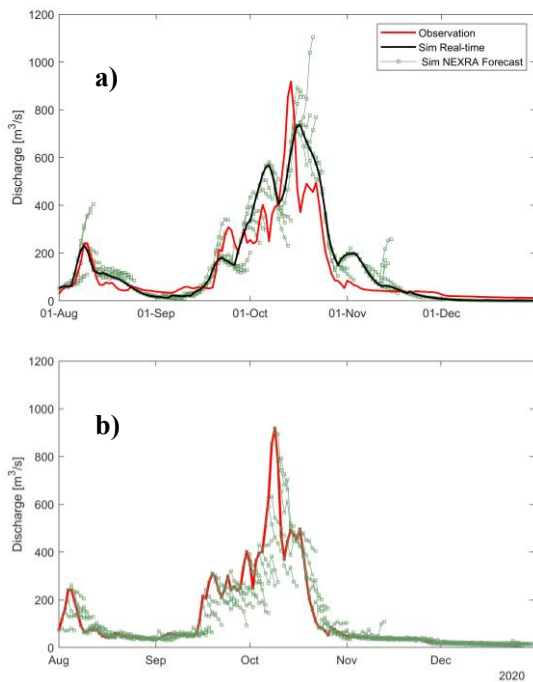 1200
1000
800
600
400
200
0
Discharge [m³/s]
a)
Observation
Sim Real-time
Sim NEXRA Forecast
01-Aug 01-Sep 01-Oct 01-Nov 01-Dec
1200
1000
800
600
400
200
0
Discharge [m³/s]
b)
Aug Sep Oct Nov Dec
2020